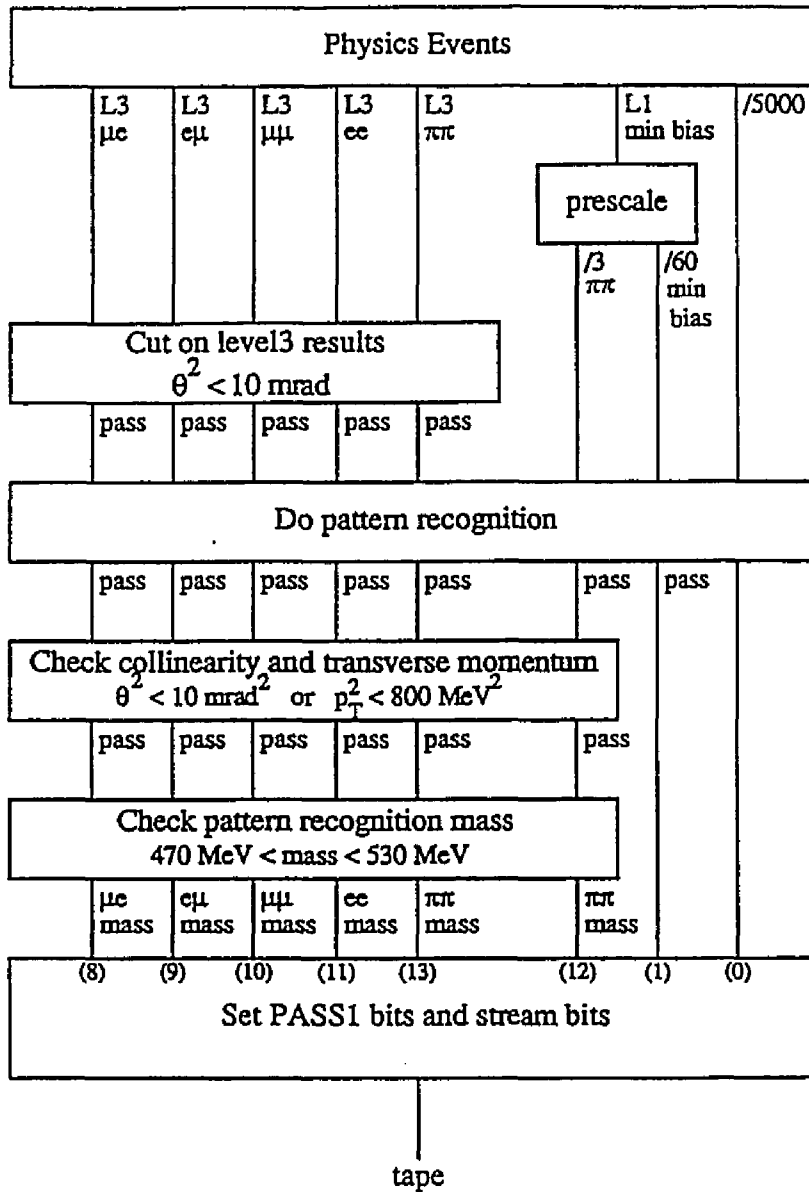 Physics Events
L3 L3 L3 L3 L3 L1 /5000
μe eμ μμ ee ππ min bias
prescale
/3 /60
ππ min
bias
Cut on level3 results
θ² < 10 mrad
pass pass pass pass pass
Do pattern recognition
pass pass pass pass pass pass pass
Check collinearity and transverse momentum
θ² < 10 mrad² or p_T² < 800 MeV²
pass pass pass pass pass pass
Check pattern recognition mass
470 MeV < mass < 530 MeV
μe eμ μμ ee ππ ππ
mass mass mass mass mass mass
(8) (9) (10) (11) (13) (12) (1) (0)
Set PASS1 bits and stream bits
tape